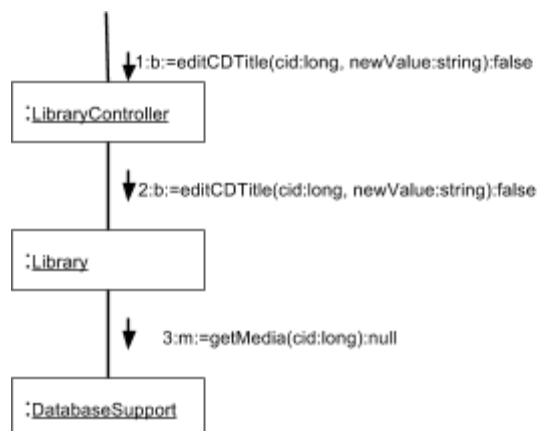 1:b:=editCDTitle(cid:long, newValue:string):false
:LibraryController
2:b:=editCDTitle(cid:long, newValue:string):false
:Library
3:m:=getMedia(cid:long):null
:DatabaseSupport